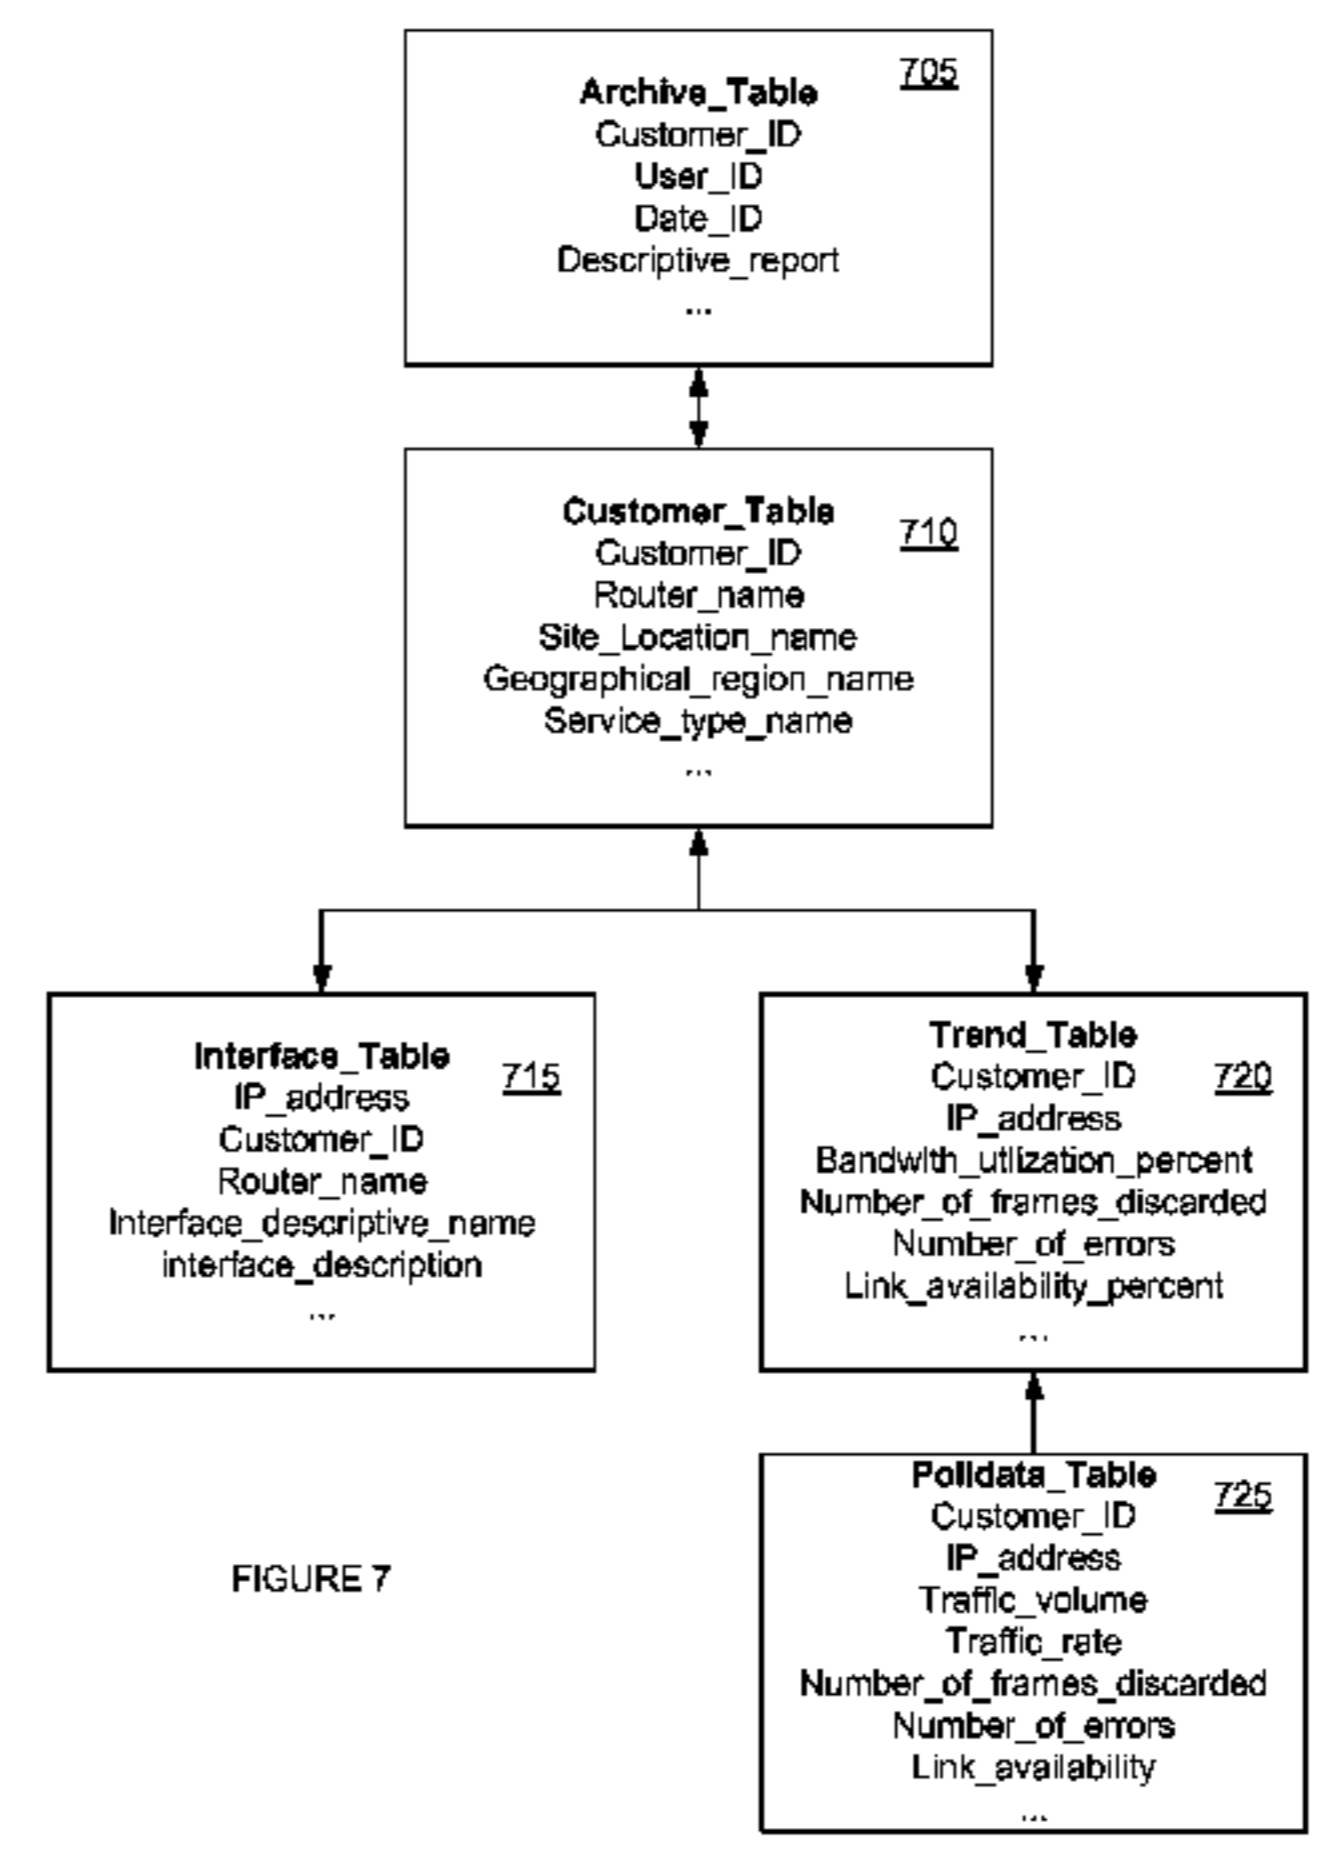 705
Archive_Table
Customer_ID
User_ID
Date_ID
Descriptive_report
...
Customer_Table
710
Customer_ID
Router_name
Site_Location_name
Geographical_region_name
Service_type_name
...
Interface_Table
715
IP_address
Customer_ID
Router_name
Interface_descriptive_name
interface_description
...
Trend_Table
Customer_ID
720
IP_address
Bandwith_utlization_percent
Number_of_frames_discarded
Number_of_errors
Link_availability_percent
...
Polldata_Table
725
Customer_ID
IP_address
Traffic_volume
Traffic_rate
Number_of_frames_discarded
Number_of_errors
Link_availability
...
FIGURE 7